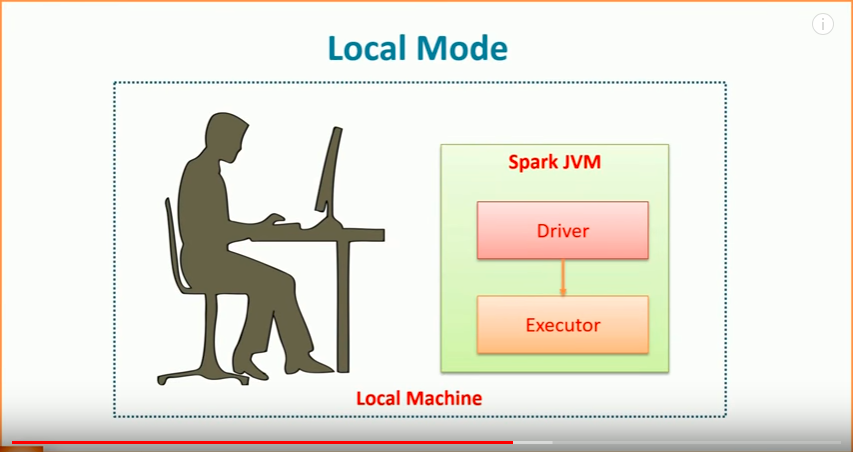 Local Mode
Spark JVM
Driver
Executor
Local Machine